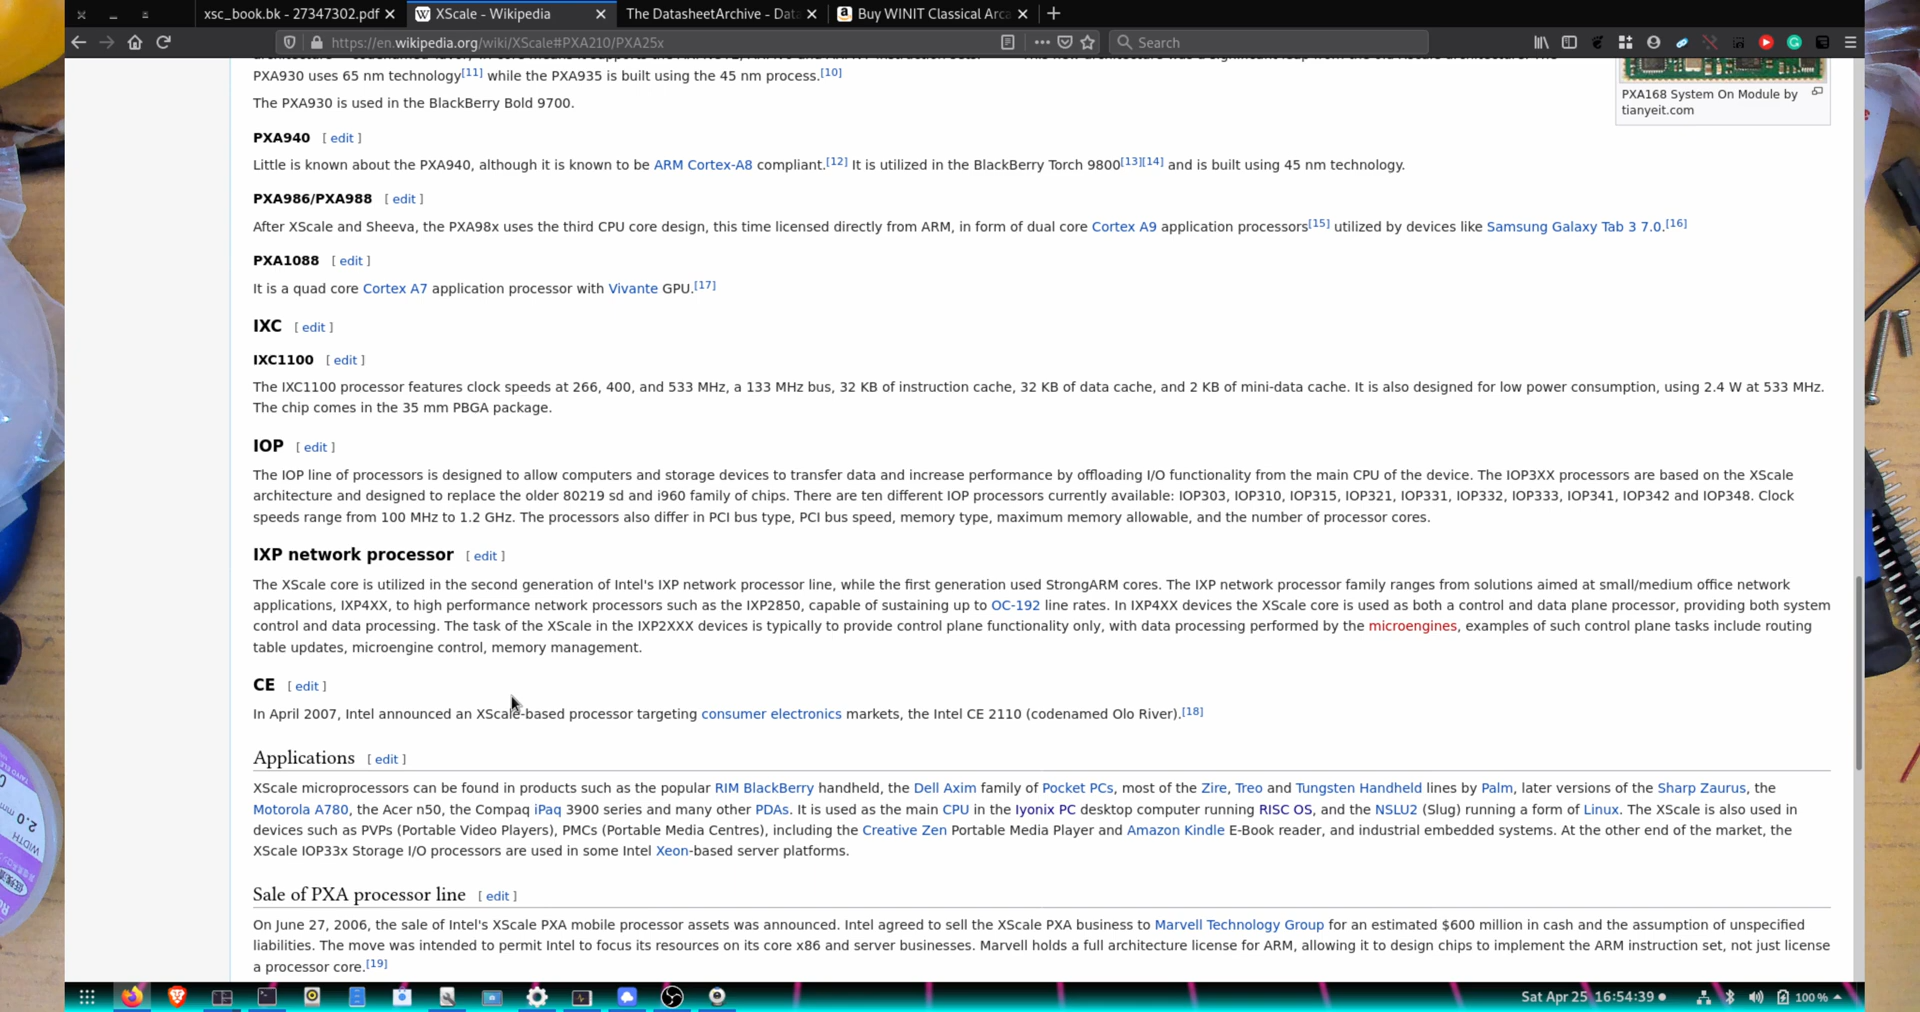 xsc_book.bk - 27347302.pdf
XScale - Wikipedia
The DatasheetArchive - Data
Buy WINIT Classical Arca
https://en.wikipedia.org/wiki/XScale#PXA210/PXA25x
Search
PXA930 uses 65 nm technology[11] while the PXA935 is built using the 45 nm process.[10]
The PXA930 is used in the BlackBerry Bold 9700.
PXA168 System On Module by
tianyeit.com
PXA940 [ edit ]
Little is known about the PXA940, although it is known to be ARM Cortex-A8 compliant.[12] It is utilized in the BlackBerry Torch 9800[13][14] and is built using 45 nm technology.
PXA986/PXA988 [ edit ]
After XScale and Sheeva, the PXA98x uses the third CPU core design, this time licensed directly from ARM, in form of dual core Cortex A9 application processors[15] utilized by devices like Samsung Galaxy Tab 3 7.0.[16]
PXA1088 [ edit ]
It is a quad core Cortex A7 application processor with Vivante GPU.[17]
IXC [ edit ]
IXC1100 [ edit ]
The IXC1100 processor features clock speeds at 266, 400, and 533 MHz, a 133 MHz bus, 32 KB of instruction cache, 32 KB of data cache, and 2 KB of mini-data cache. It is also designed for low power consumption, using 2.4 W at 533 MHz.
The chip comes in the 35 mm PBGA package.
IOP [ edit ]
The IOP line of processors is designed to allow computers and storage devices to transfer data and increase performance by offloading I/O functionality from the main CPU of the device. The IOP3XX processors are based on the XScale
architecture and designed to replace the older 80219 sd and i960 family of chips. There are ten different IOP processors currently available: IOP303, IOP310, IOP315, IOP321, IOP331, IOP332, IOP333, IOP341, IOP342 and IOP348. Clock
speeds range from 100 MHz to 1.2 GHz. The processors also differ in PCI bus type, PCI bus speed, memory type, maximum memory allowable, and the number of processor cores.
IXP network processor [ edit ]
The XScale core is utilized in the second generation of Intel's IXP network processor line, while the first generation used StrongARM cores. The IXP network processor family ranges from solutions aimed at small/medium office network
applications, IXP4XX, to high performance network processors such as the IXP2850, capable of sustaining up to OC-192 line rates. In IXP4XX devices the XScale core is used as both a control and data plane processor, providing both system
control and data processing. The task of the XScale in the IXP2XXX devices is typically to provide control plane functionality only, with data processing performed by the microengines, examples of such control plane tasks include routing
table updates, microengine control, memory management.
CE [ edit ]
In April 2007, Intel announced an XScale-based processor targeting consumer electronics markets, the Intel CE 2110 (codenamed Olo River).[18]
Applications [ edit ]
XScale microprocessors can be found in products such as the popular RIM BlackBerry handheld, the Dell Axim family of Pocket PCs, most of the Zire, Treo and Tungsten Handheld lines by Palm, later versions of the Sharp Zaurus, the
Motorola A780, the Acer n50, the Compaq iPaq 3900 series and many other PDAs. It is used as the main CPU in the Iyonix PC desktop computer running RISC OS, and the NSLU2 (Slug) running a form of Linux. The XScale is also used in
devices such as PVPs (Portable Video Players), PMCs (Portable Media Centres), including the Creative Zen Portable Media Player and Amazon Kindle E-Book reader, and industrial embedded systems. At the other end of the market, the
XScale IOP33x Storage I/O processors are used in some Intel Xeon-based server platforms.
Sale of PXA processor line [ edit ]
On June 27, 2006, the sale of Intel's XScale PXA mobile processor assets was announced. Intel agreed to sell the XScale PXA business to Marvell Technology Group for an estimated $600 million in cash and the assumption of unspecified
liabilities. The move was intended to permit Intel to focus its resources on its core x86 and server businesses. Marvell holds a full architecture license for ARM, allowing it to design chips to implement the ARM instruction set, not just license
a processor core.[19]
2.0 mm
WIDTH
Sat Apr 25 16:54:39
100 %